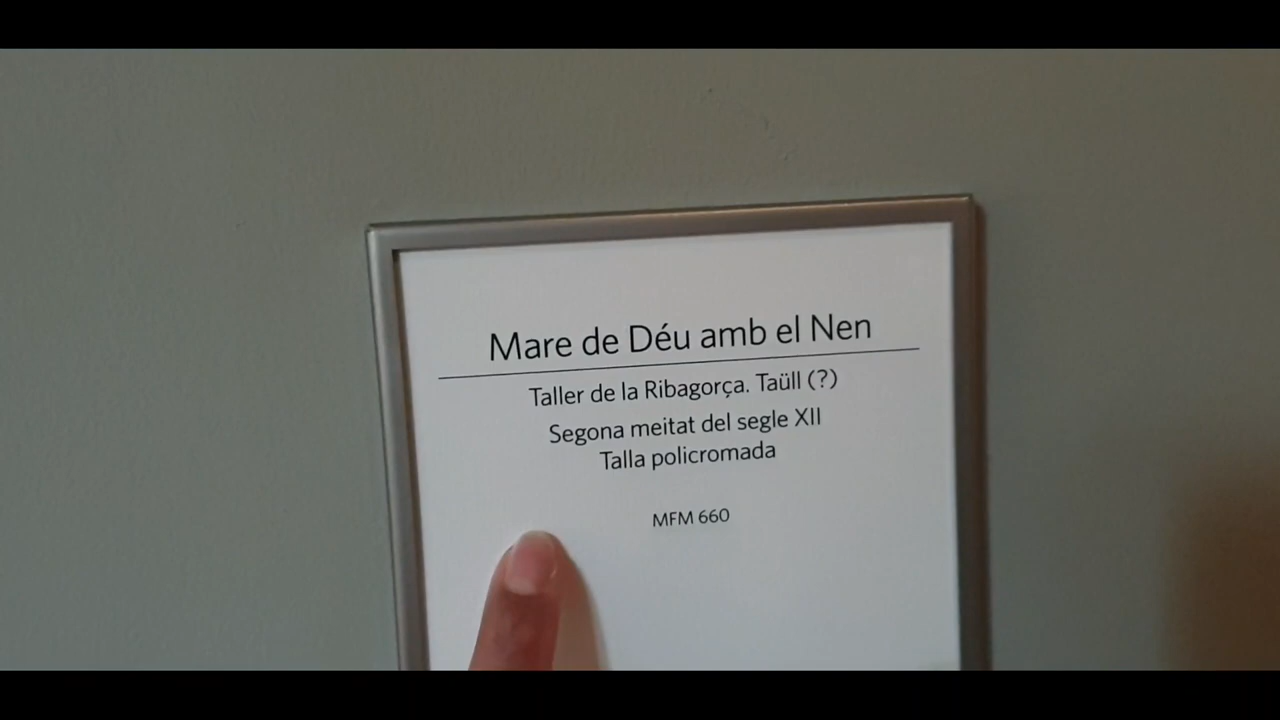 Mare de Déu amb el Nen
Taller de la Ribagorça. Taüll (?)
Segona meitat del segle XII
Talla policromada
MFM 660